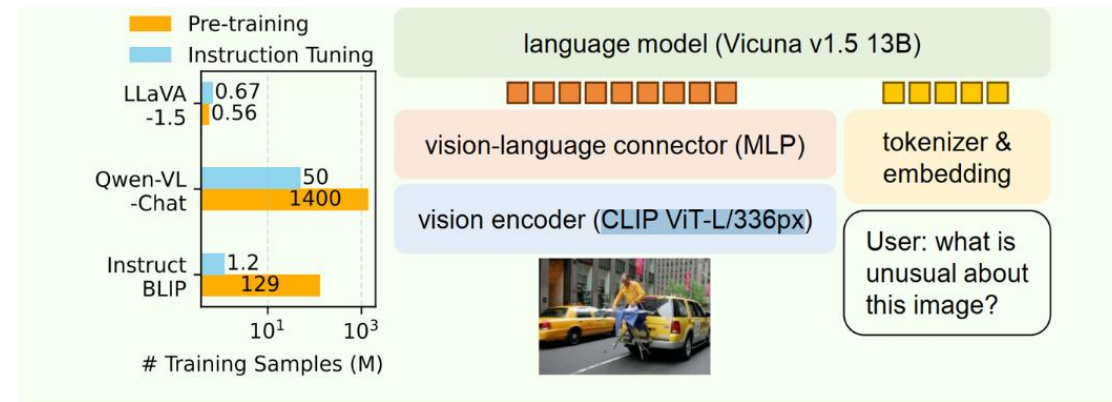 Pre-training
Instruction Tuning
LLaVA
-1.5
0.67
0.56
Qwen-VL
-Chat
50
1400
Instruct
BLIP
1.2
129
10¹
10³
# Training Samples (M)
language model (Vicuna v1.5 13B)
vision-language connector (MLP)
tokenizer &
embedding
vision encoder (CLIP ViT-L/336px)
User: what is
unusual about
this image?